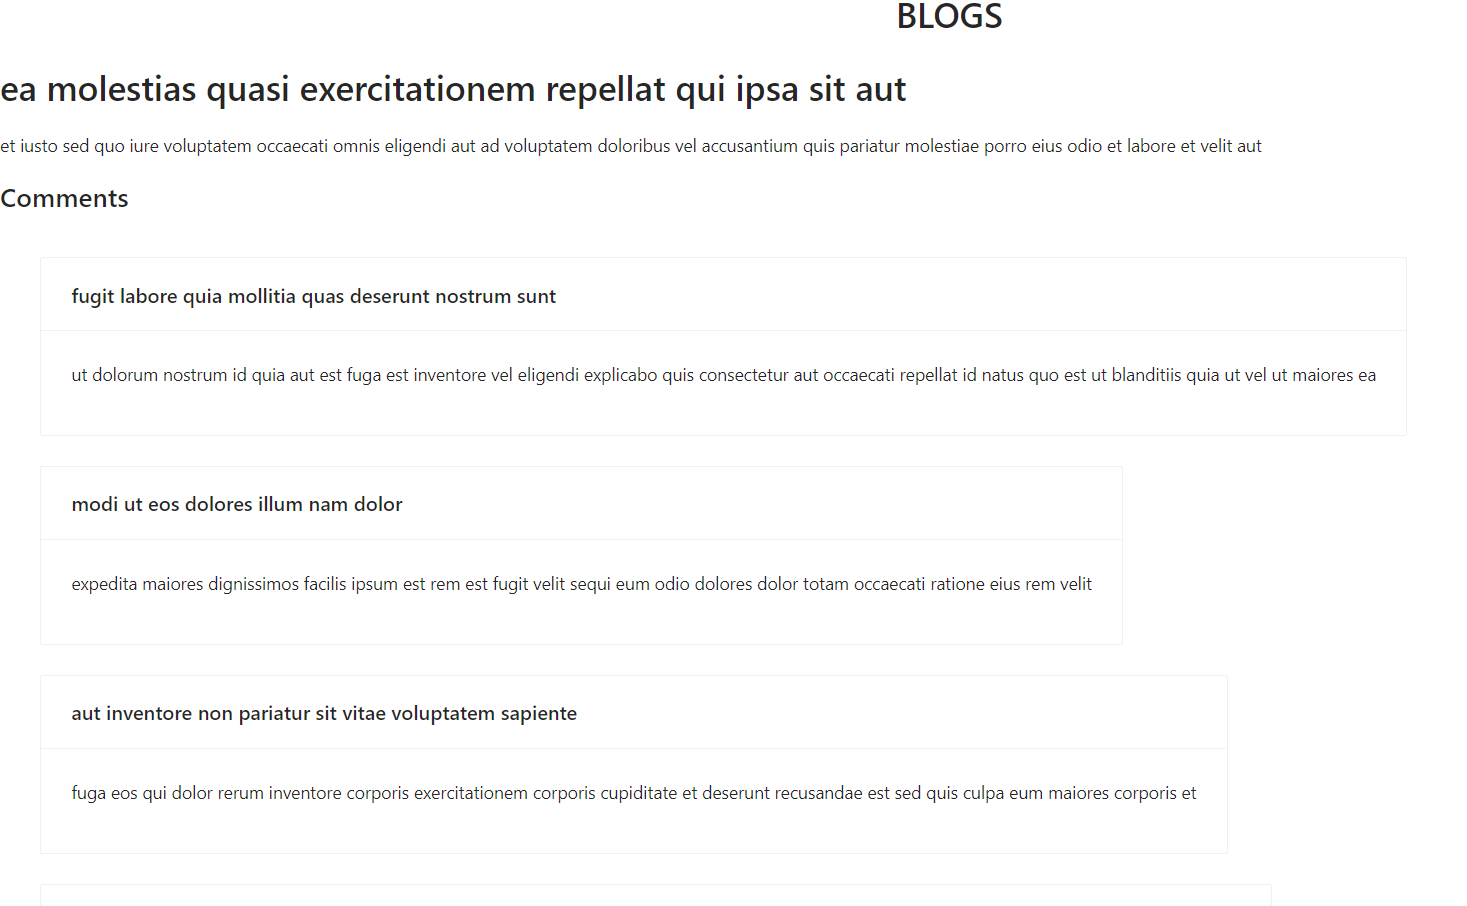 BLOGS
ea molestias quasi exercitationem repellat qui ipsa sit aut
et iusto sed quo iure voluptatem occaecati omnis eligendi aut ad voluptatem doloribus vel accusantium quis pariatur molestiae porro eius odio et labore et velit aut
Comments
fugit labore quia mollitia quas deserunt nostrum sunt
ut dolorum nostrum id quia aut est fuga est inventore vel eligendi explicabo quis consectetur aut occaecati repellat id natus quo est ut blanditiis quia ut vel ut maiores ea
modi ut eos dolores illum nam dolor
expedita maiores dignissimos facilis ipsum est rem est fugit velit sequi eum odio dolores dolor totam occaecati ratione eius rem velit
aut inventore non pariatur sit vitae voluptatem sapiente
fuga eos qui dolor rerum inventore corporis exercitationem corporis cupiditate et deserunt recusandae est sed quis culpa eum maiores corporis et